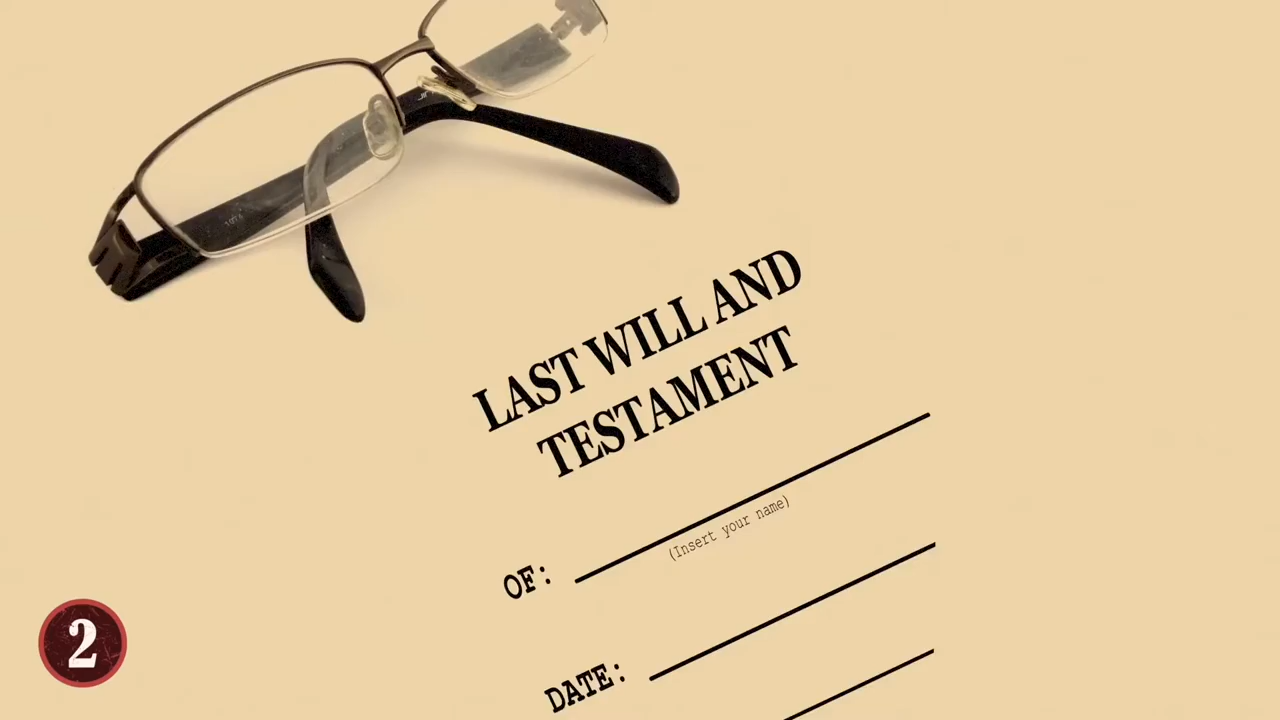 LAST WILL AND
TESTAMENT
(Insert your name)
OF:
DATE:
2